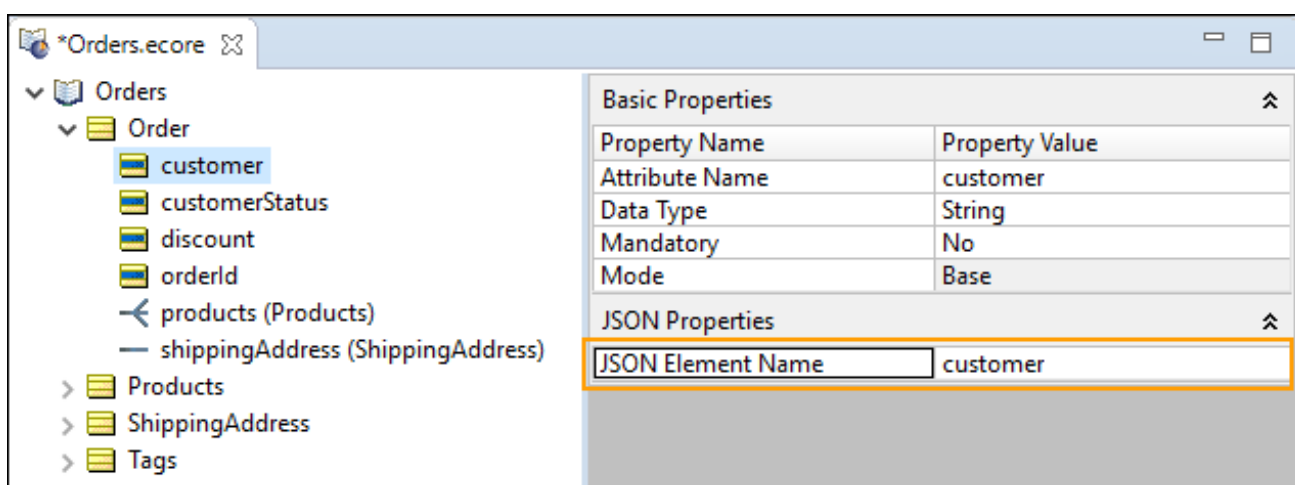 *Orders.ecore
Orders
Order
customer
customerStatus
discount
orderId
products (Products)
shippingAddress (ShippingAddress)
Products
ShippingAddress
Tags
Basic Properties
Property Name Property Value
Attribute Name customer
Data Type String
Mandatory No
Mode Base
JSON Properties
JSON Element Name customer